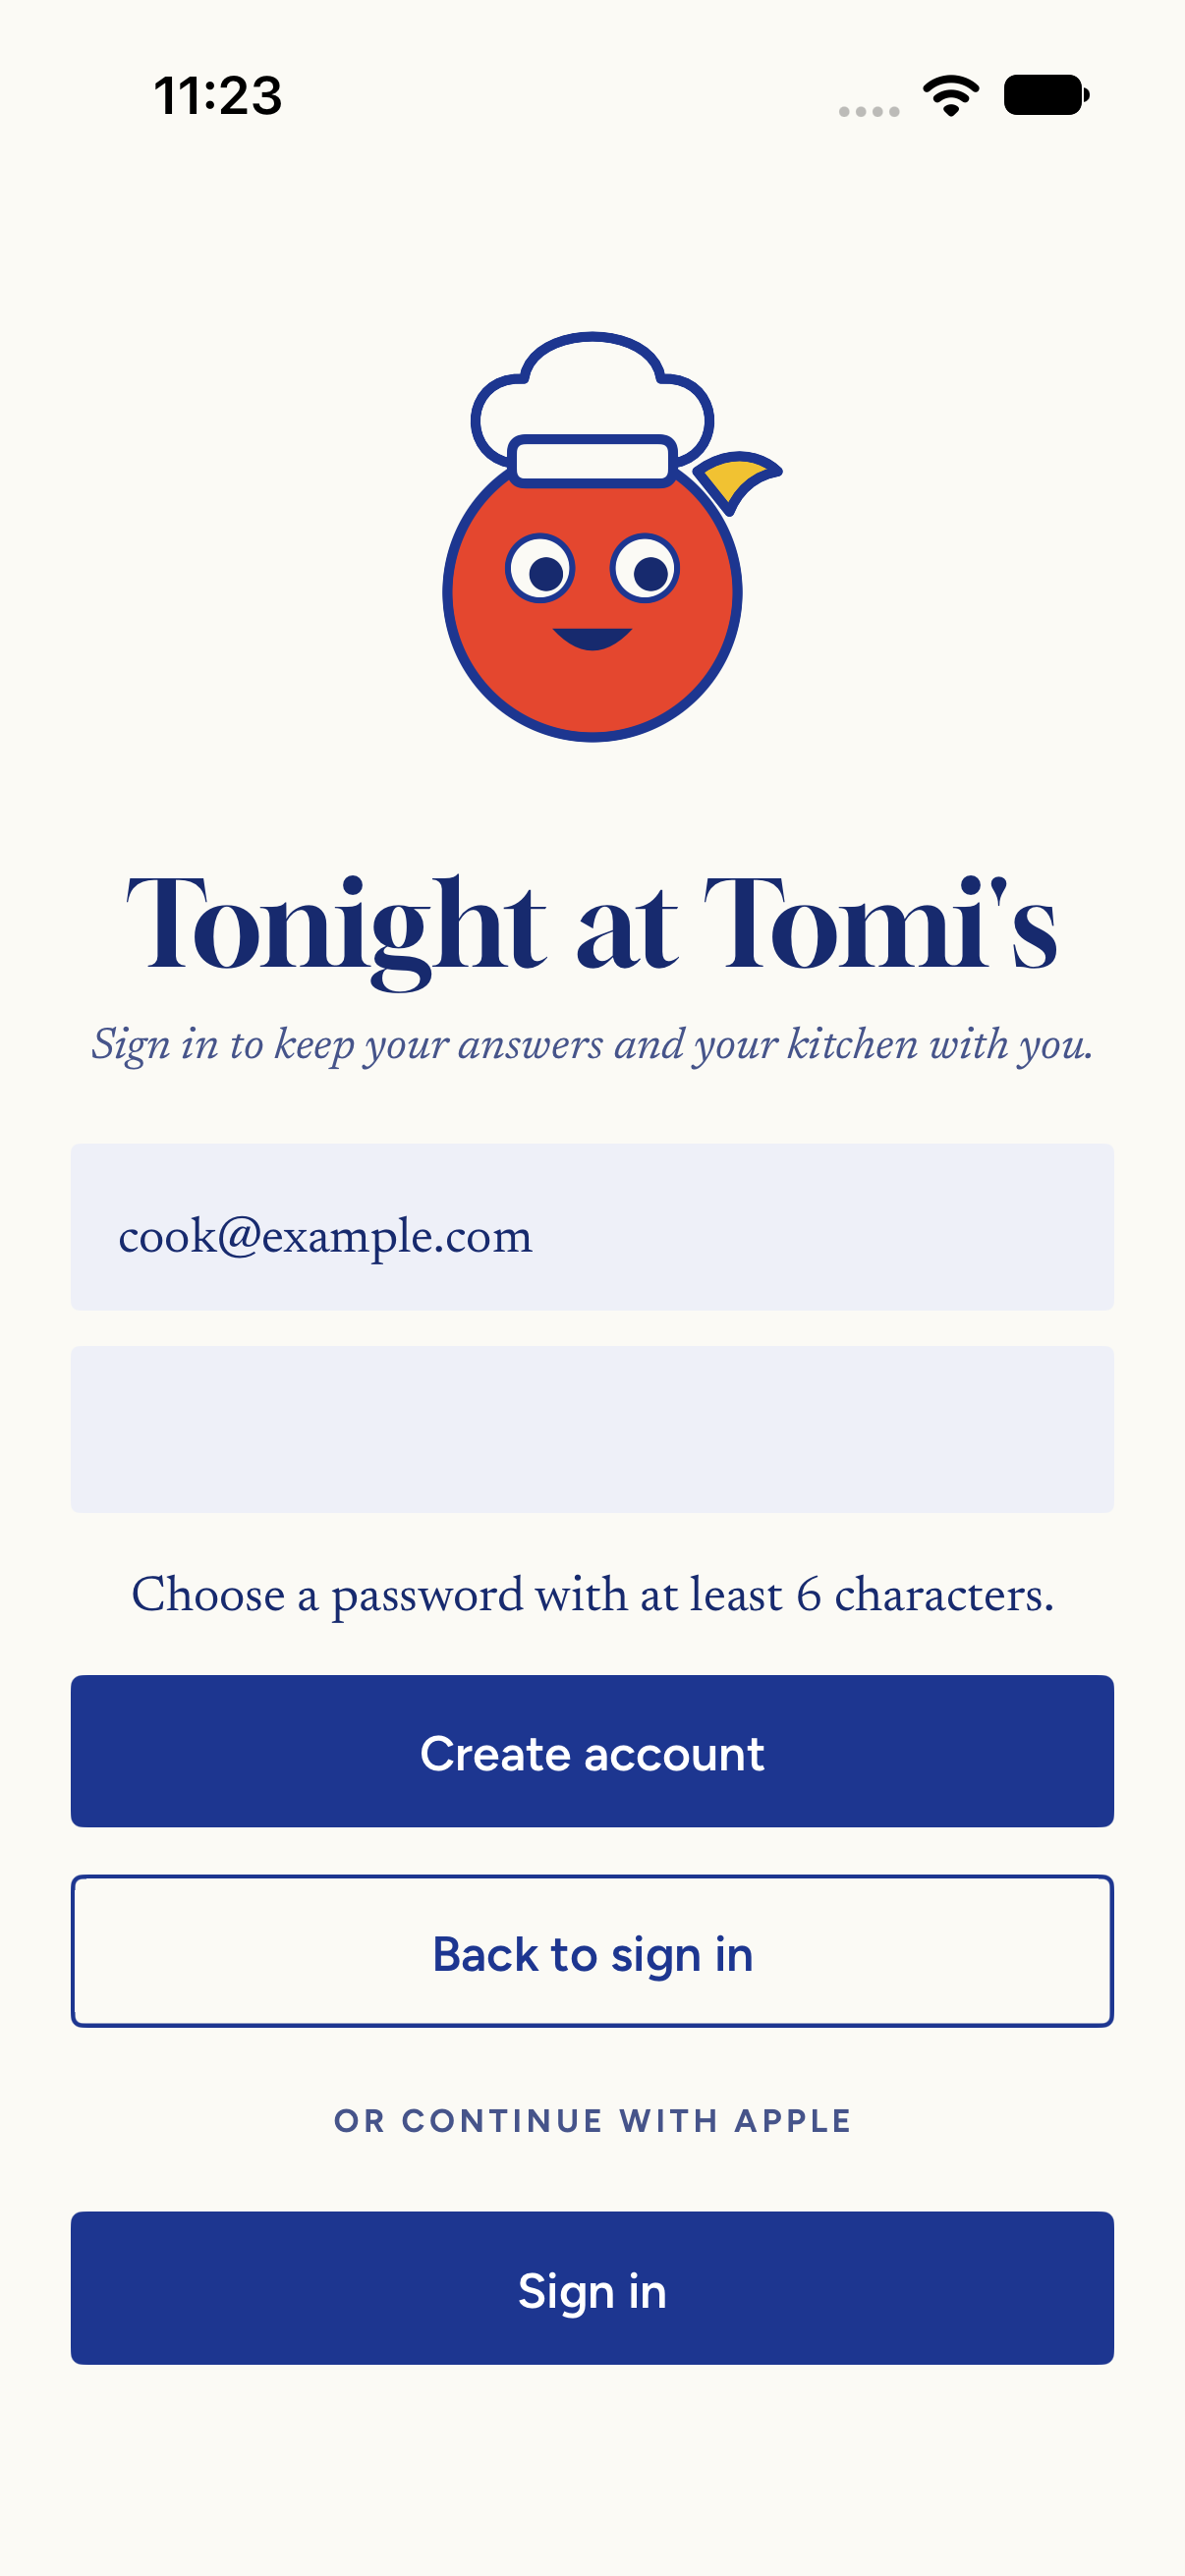 11:23
Tonight at Tomi's
Sign in to keep your answers and your kitchen with you.
cook@example.com
Choose a password with at least 6 characters.
Create account
Back to sign in
OR CONTINUE WITH APPLE
Sign in